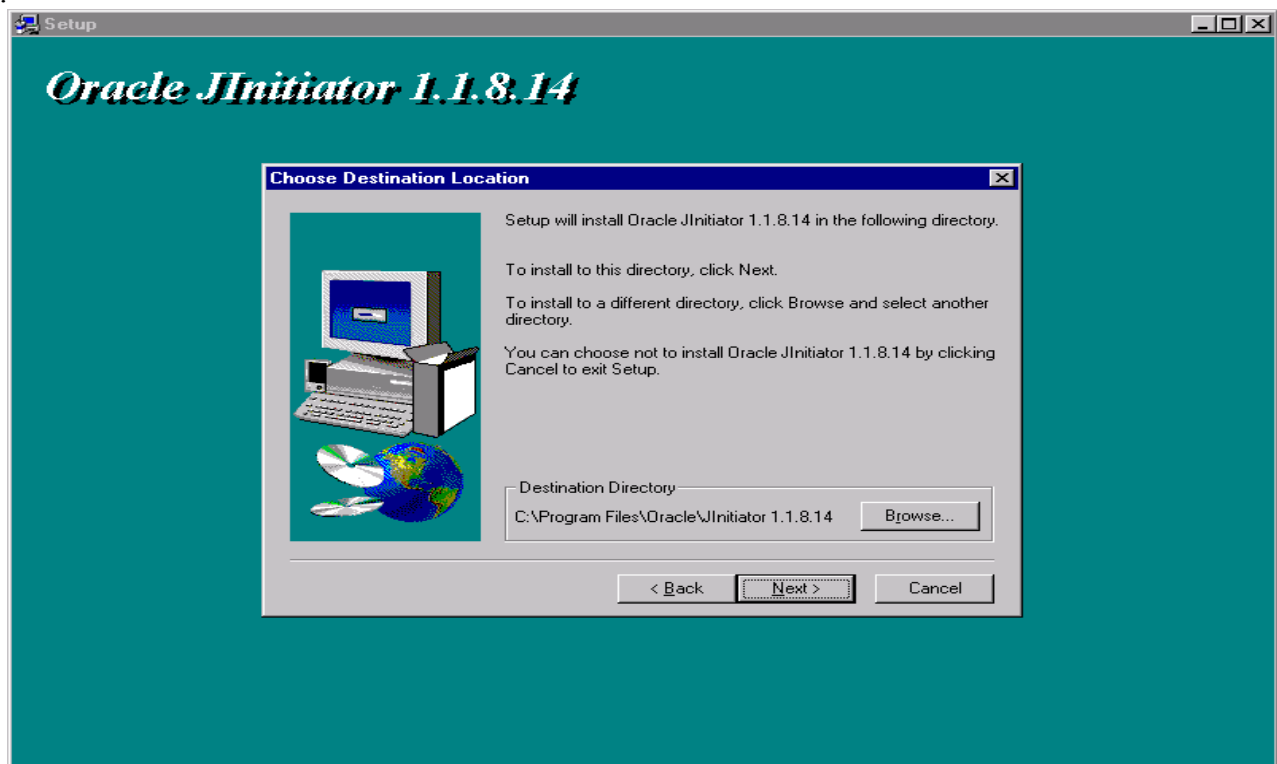 Setup
Oracle JInitiator 1.1.8.14
Choose Destination Location
Setup will install Oracle JInitiator 1.1.8.14 in the following directory.
To install to this directory, click Next.
To install to a different directory, click Browse and select another
directory.
You can choose not to install Oracle JInitiator 1.1.8.14 by clicking
Cancel to exit Setup.
Destination Directory
C:\Program Files\Oracle\JInitiator 1.1.8.14
Browse...
< Back
Next >
Cancel